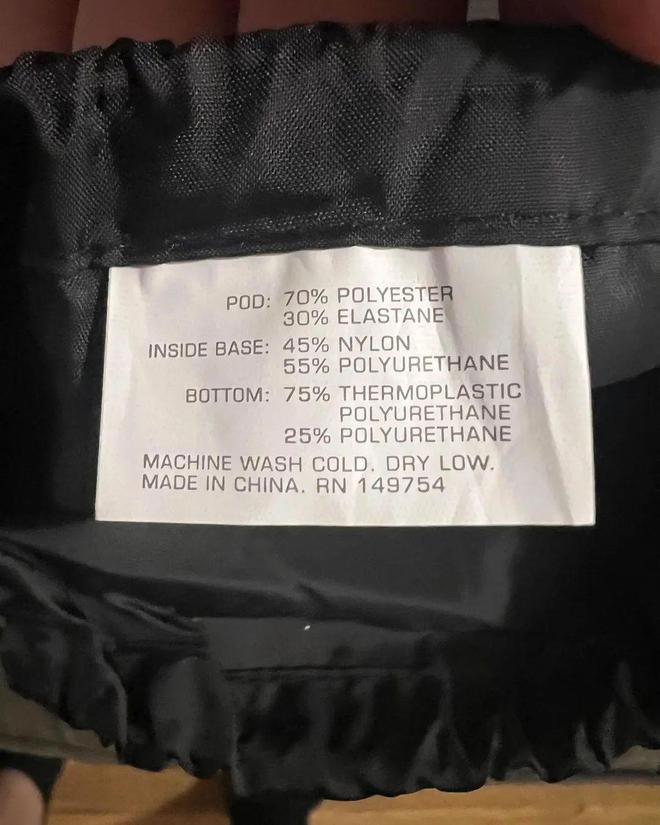 POD: 70% POLYESTER
30% ELASTANE
INSIDE BASE: 45% NYLON
55% POLYURETHANE
BOTTOM: 75% THERMOPLASTIC
POLYURETHANE
25% POLYURETHANE
MACHINE WASH COLD. DRY LOW.
MADE IN CHINA. RN 149754